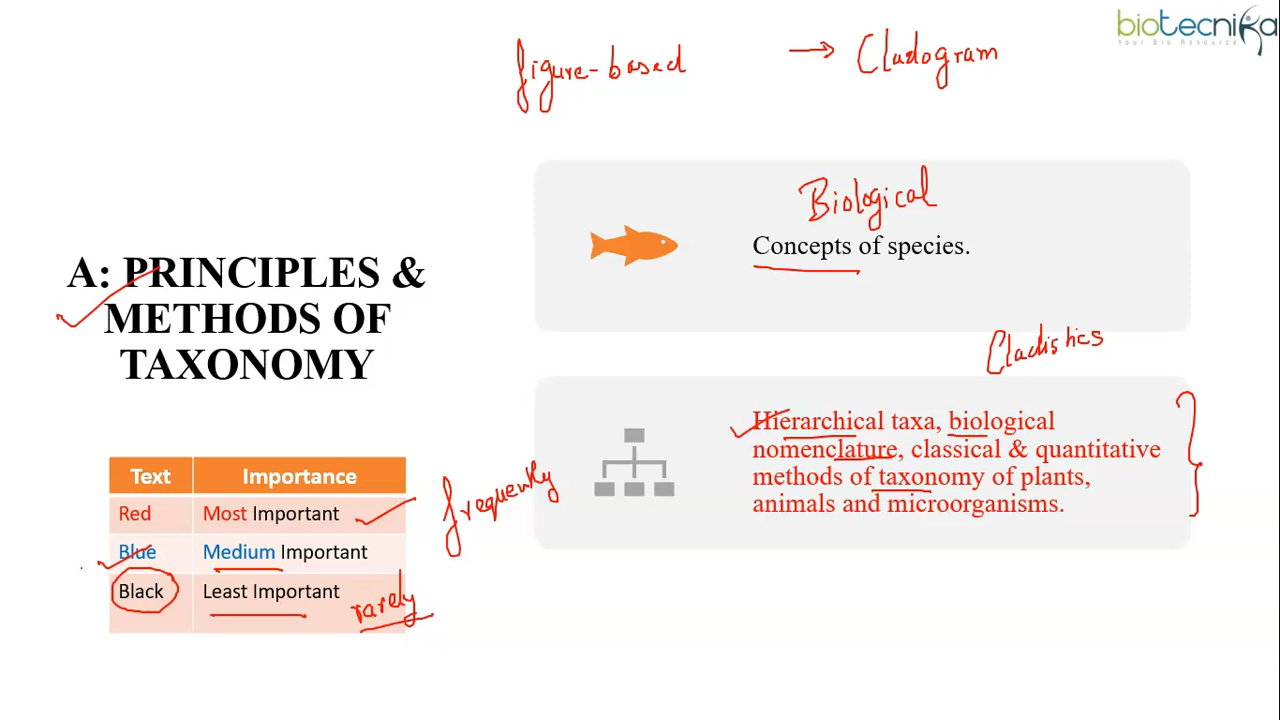 biotecnika
Your Bio Resource
figure-based → Cladogram
Biological
Concepts of species.
A: PRINCIPLES &
METHODS OF
TAXONOMY
Cladistics
Hierarchical taxa, biological
nomenclature, classical & quantitative
methods of taxonomy of plants,
animals and microorganisms.
Text Importance
Red Most Important
frequently
Blue Medium Important
Black Least Important
rarely